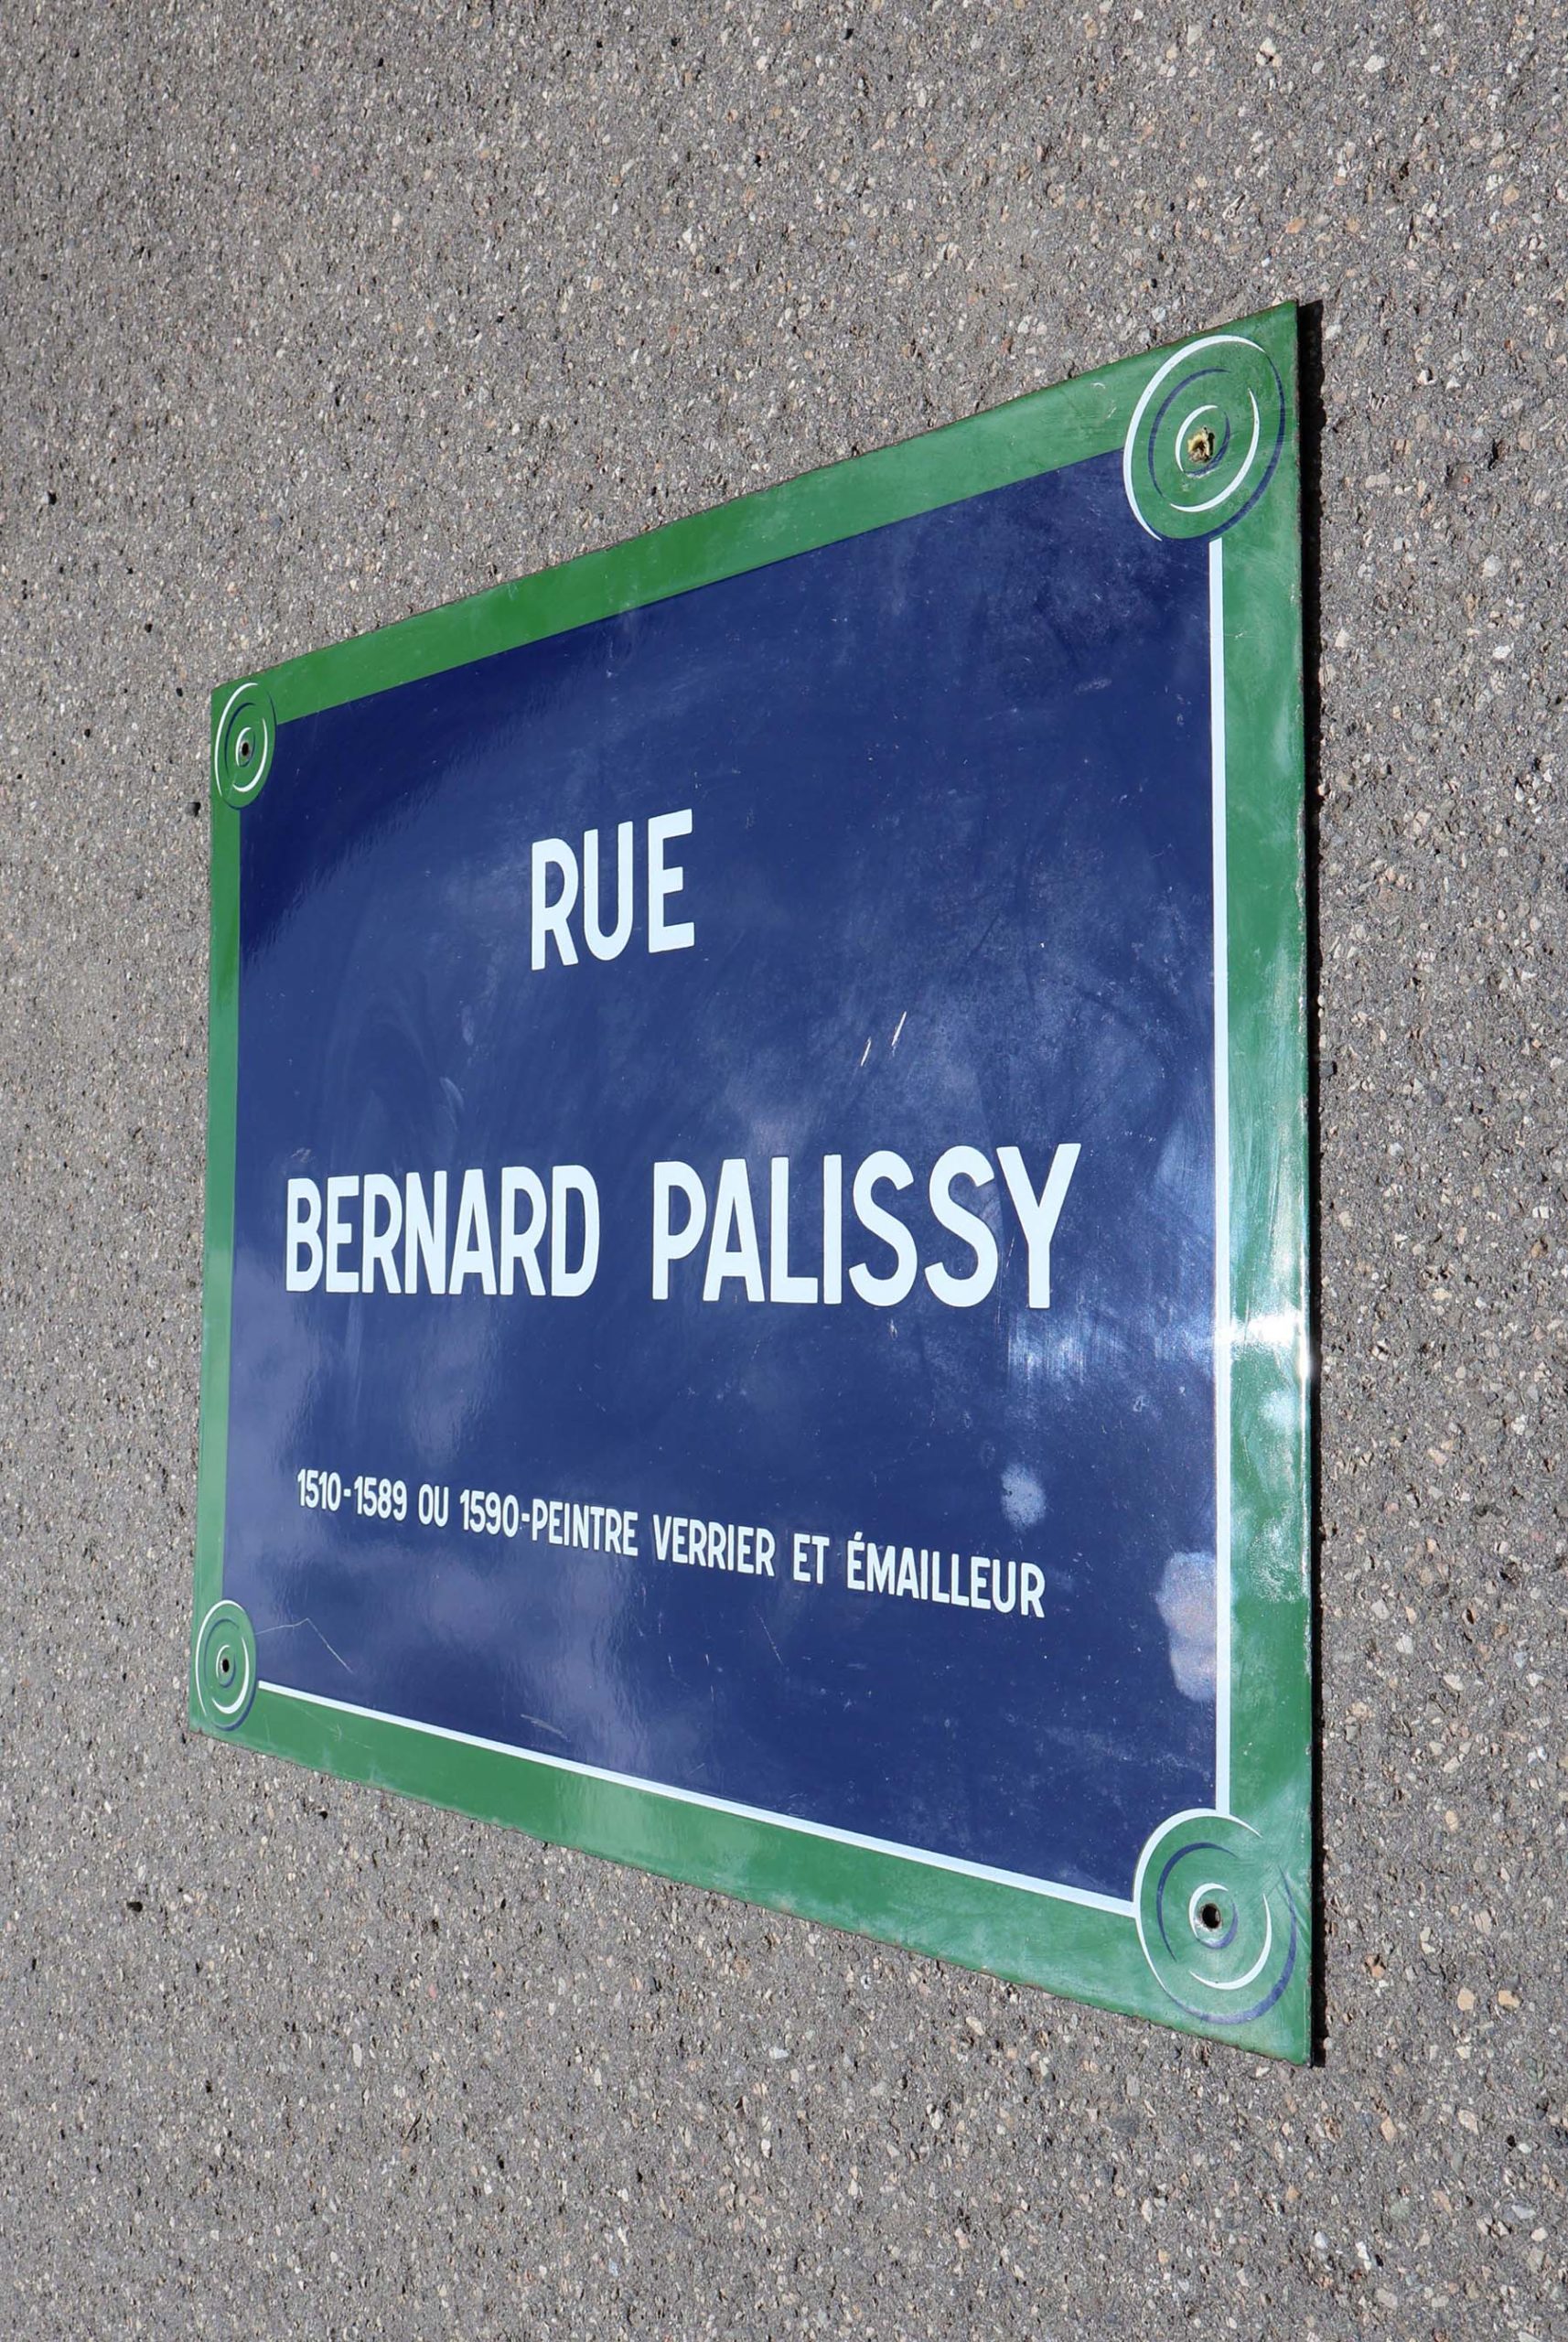 RUE
BERNARD PALISSY
1510-1589 OU 1590-PEINTRE VERRIER ET ÉMAILLEUR